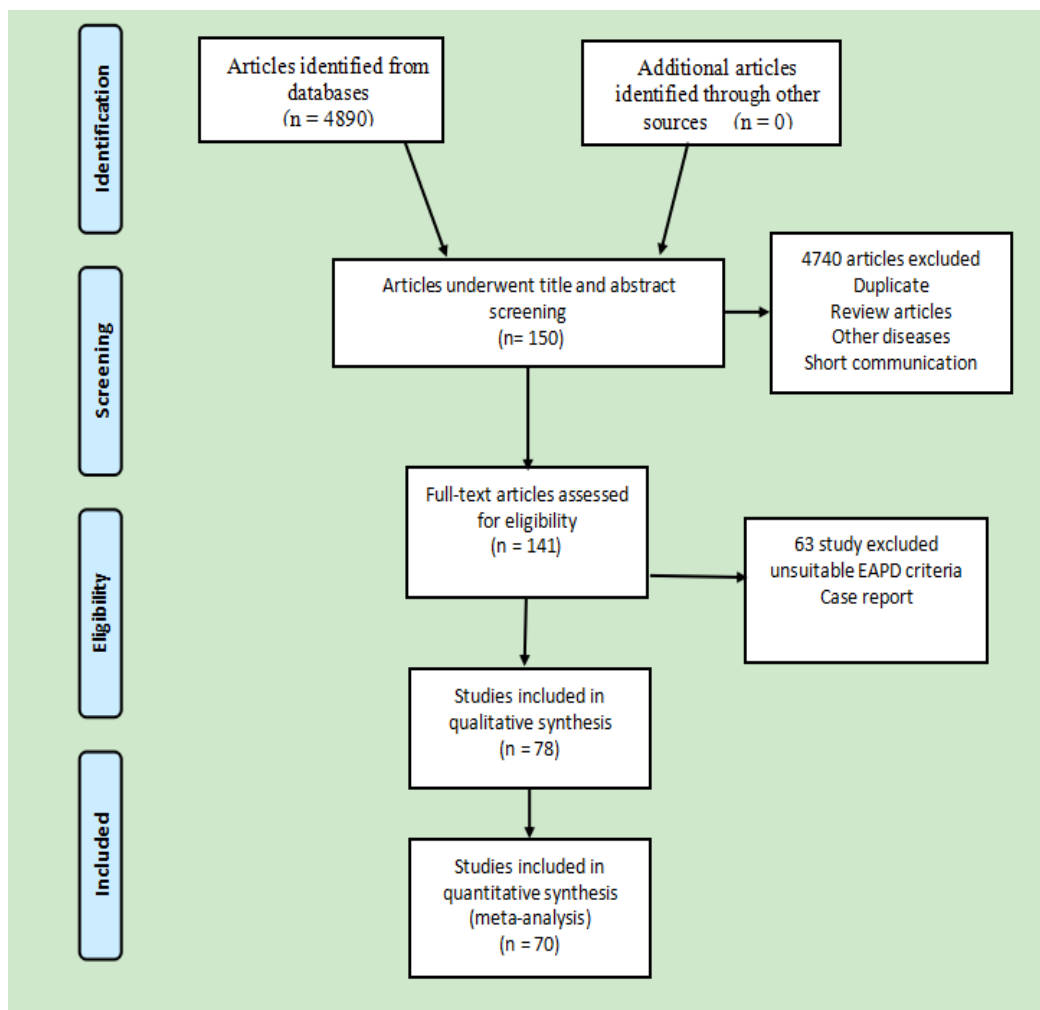 Identification
Articles identified from
databases
(n = 4890)
Additional articles
identified through other
sources (n = 0)
Screening
Articles underwent title and abstract
screening
(n= 150)
4740 articles excluded
Duplicate
Review articles
Other diseases
Short communication
Eligibility
Full-text articles assessed
for eligibility
(n = 141)
63 study excluded
unsuitable EAPD criteria
Case report
Studies included in
qualitative synthesis
(n = 78)
Included
Studies included in
quantitative synthesis
(meta-analysis)
(n = 70)